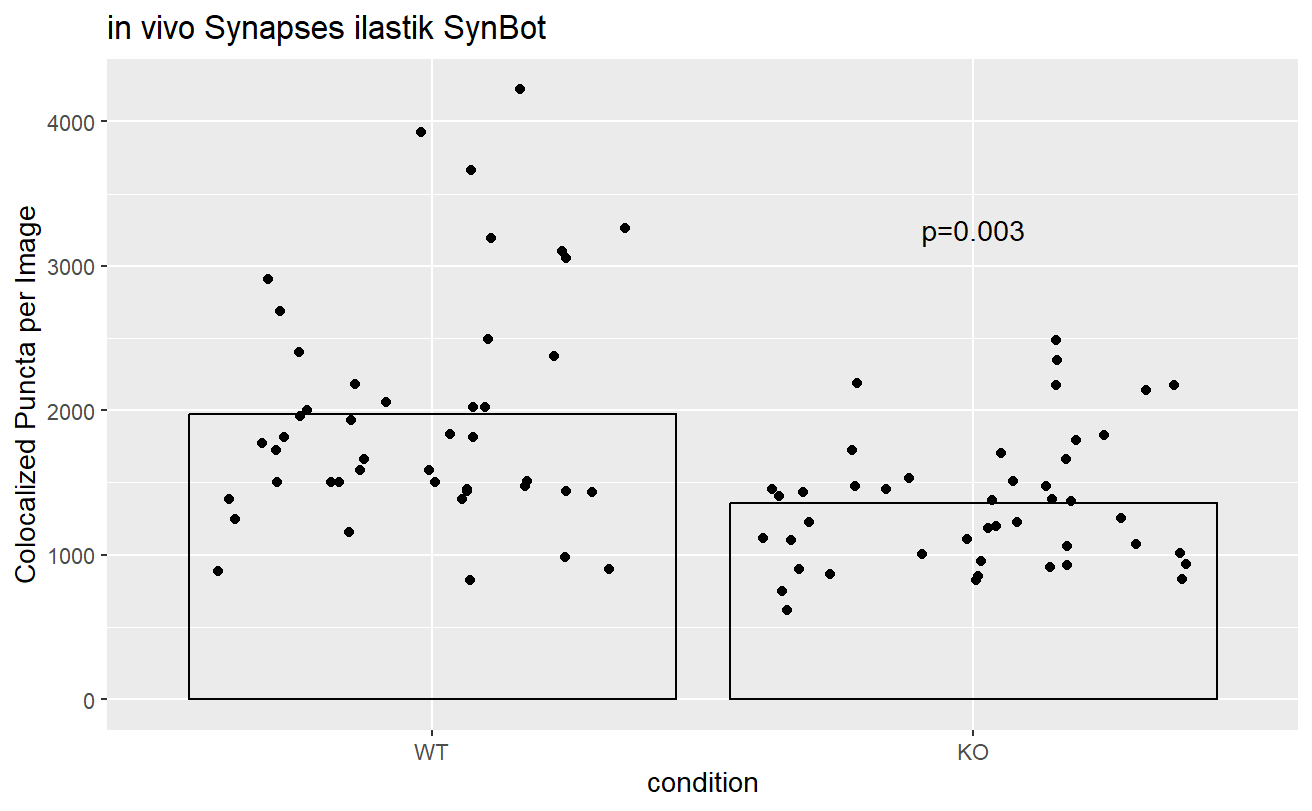 in vivo Synapses ilastik SynBot
Colocalized Puncta per Image
4000
3000
2000
1000
0
p=0.003
WT
KO
condition